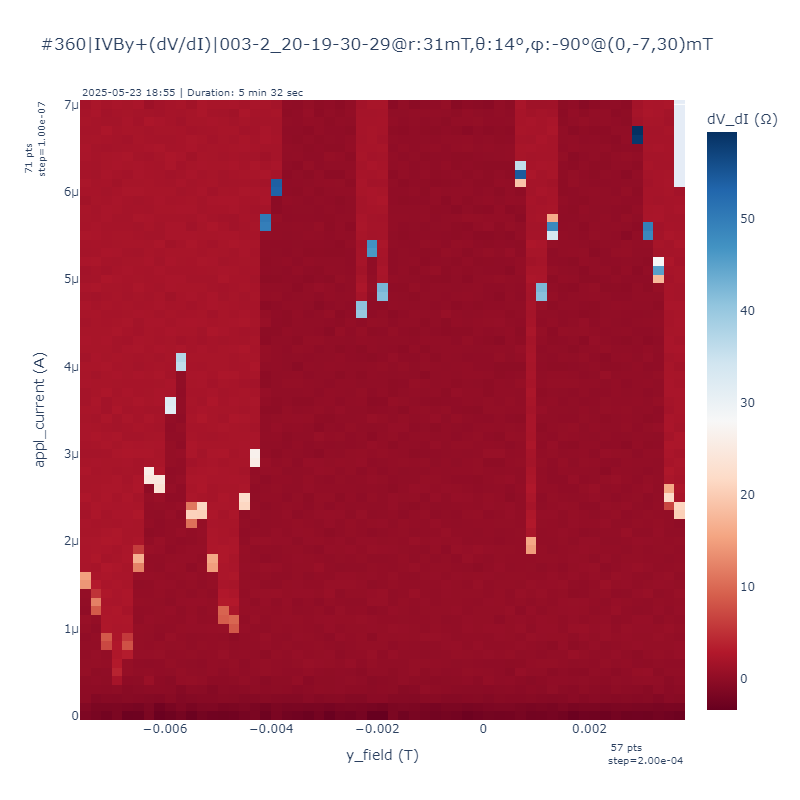 #360|IVBy+(dV/dI)|003-2_20-19-30-29@r:31mT,θ:14°,φ:-90°@(0,-7,30)mT
2025-05-23 18:55 | Duration: 5 min 32 sec
71 pts
step=1.00e-07
appl_current (A)
7μ
6μ
5μ
4μ
3μ
2μ
1μ
0
−0.006
−0.004
−0.002
0
0.002
y_field (T)
57 pts
step=2.00e-04
dV_dI (Ω)
50
40
30
20
10
0